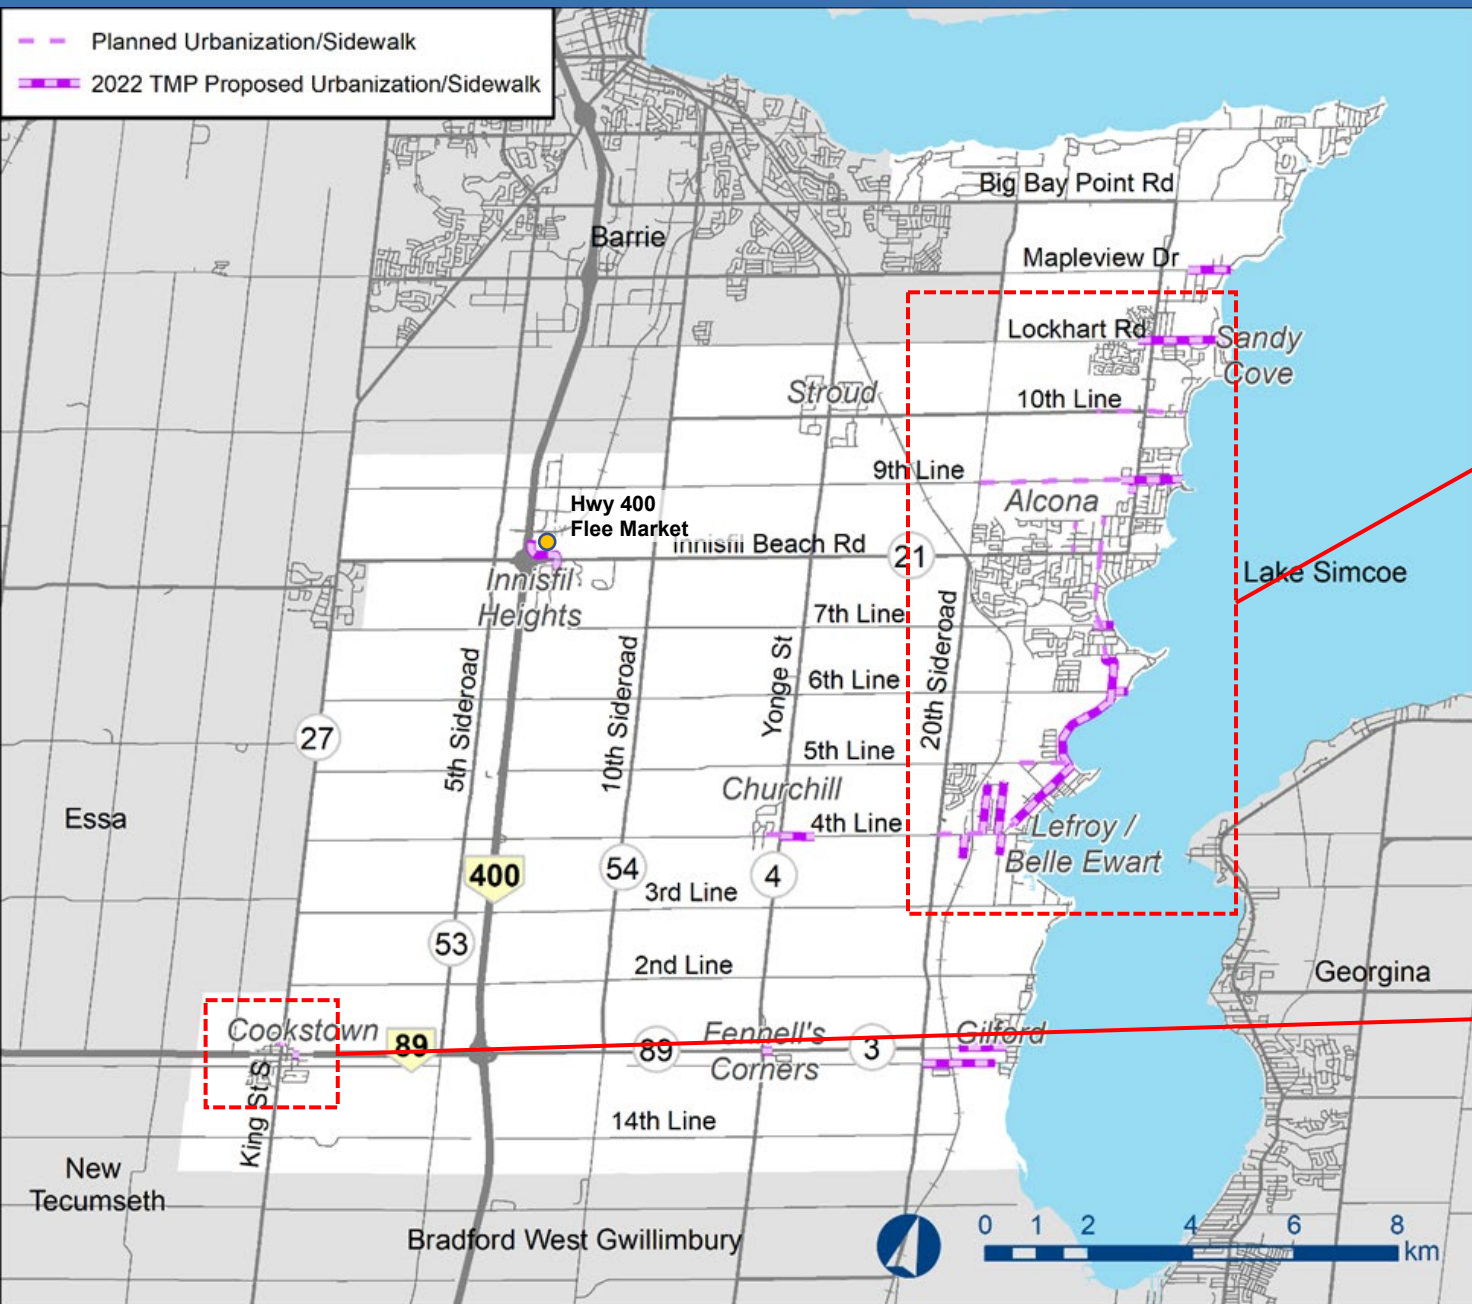 Planned Urbanization/Sidewalk
2022 TMP Proposed Urbanization/Sidewalk
Big Bay Point Rd
Barrie
Mapleview Dr
Lockhart Rd
Sandy
Cove
Stroud
10th Line
9th Line
Alcona
Hwy 400
Flee Market
Innisfil Beach Rd
21
Innisfil
Heights
Lake Simcoe
7th Line
6th Line
5th Line
27
5th Sideroad
10th Sideroad
Yonge St
20th Sideroad
Churchill
4th Line
Essa
Lefroy /
Belle Ewart
400
54
4
3rd Line
53
2nd Line
Georgina
Cookstown
89
89
Fennell's
Corners
3
Gilford
King St S
14th Line
New
Tecumseth
Bradford West Gwillimbury
0 1 2 4 6 8
km